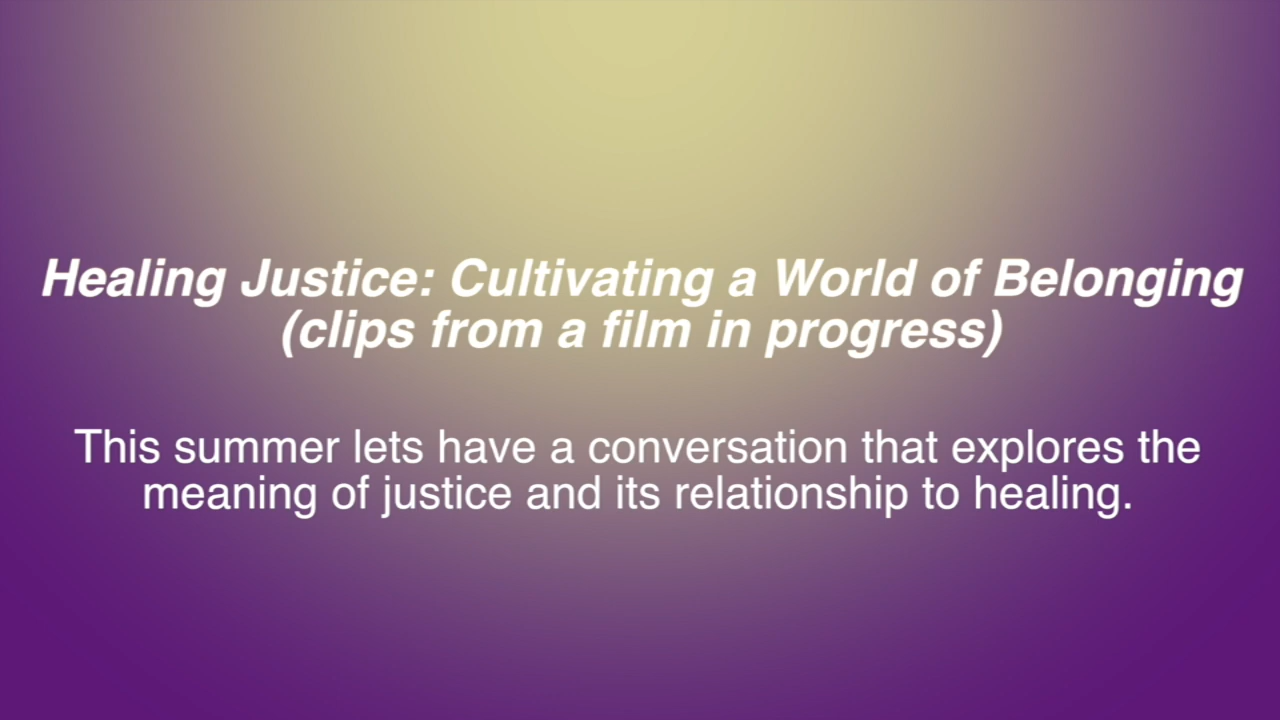 Healing Justice: Cultivating a World of Belonging
(clips from a film in progress)
This summer lets have a conversation that explores the
meaning of justice and its relationship to healing.